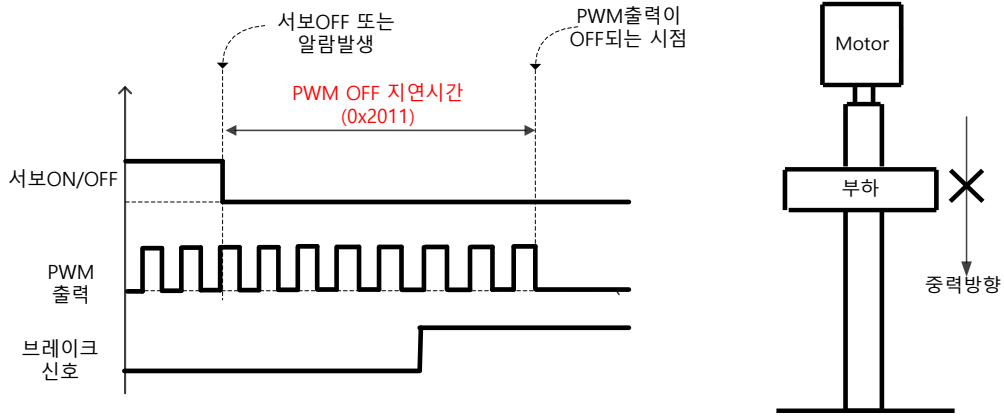 서보OFF 또는
알람발생
PWM출력이
OFF되는 시점
PWM OFF 지연시간
(0x2011)
서보ON/OFF
PWM
출력
브레이크
신호
Motor
부하
중력방향